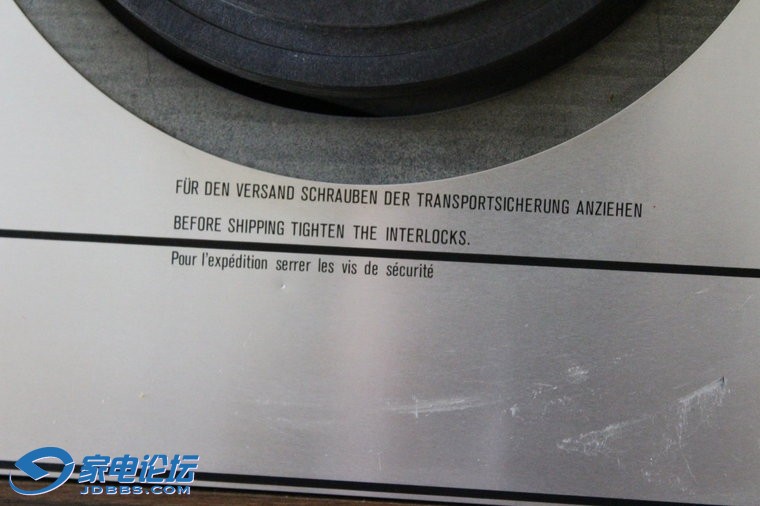 FÜR DEN VERSAND SCHRAUBEN DER TRANSPORTSICHERUNG ANZIEHEN
BEFORE SHIPPING TIGHTEN THE INTERLOCKS.
Pour l'expédition serrer les vis de sécurité
家电论坛
JDBBS.COM